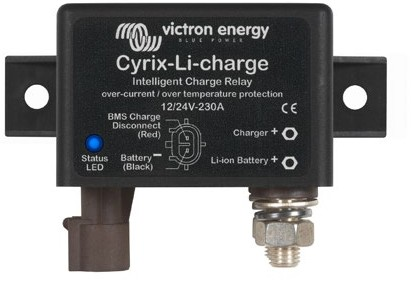 victron energy
BLUE POWER
Cyrix-Li-charge
Intelligent Charge Relay
over-current / over temperature protection
12/24V-230A
CE
BMS Charge
Disconnect
(Red)
Charger +
Status
LED
Battery −
(Black)
Li-ion Battery +